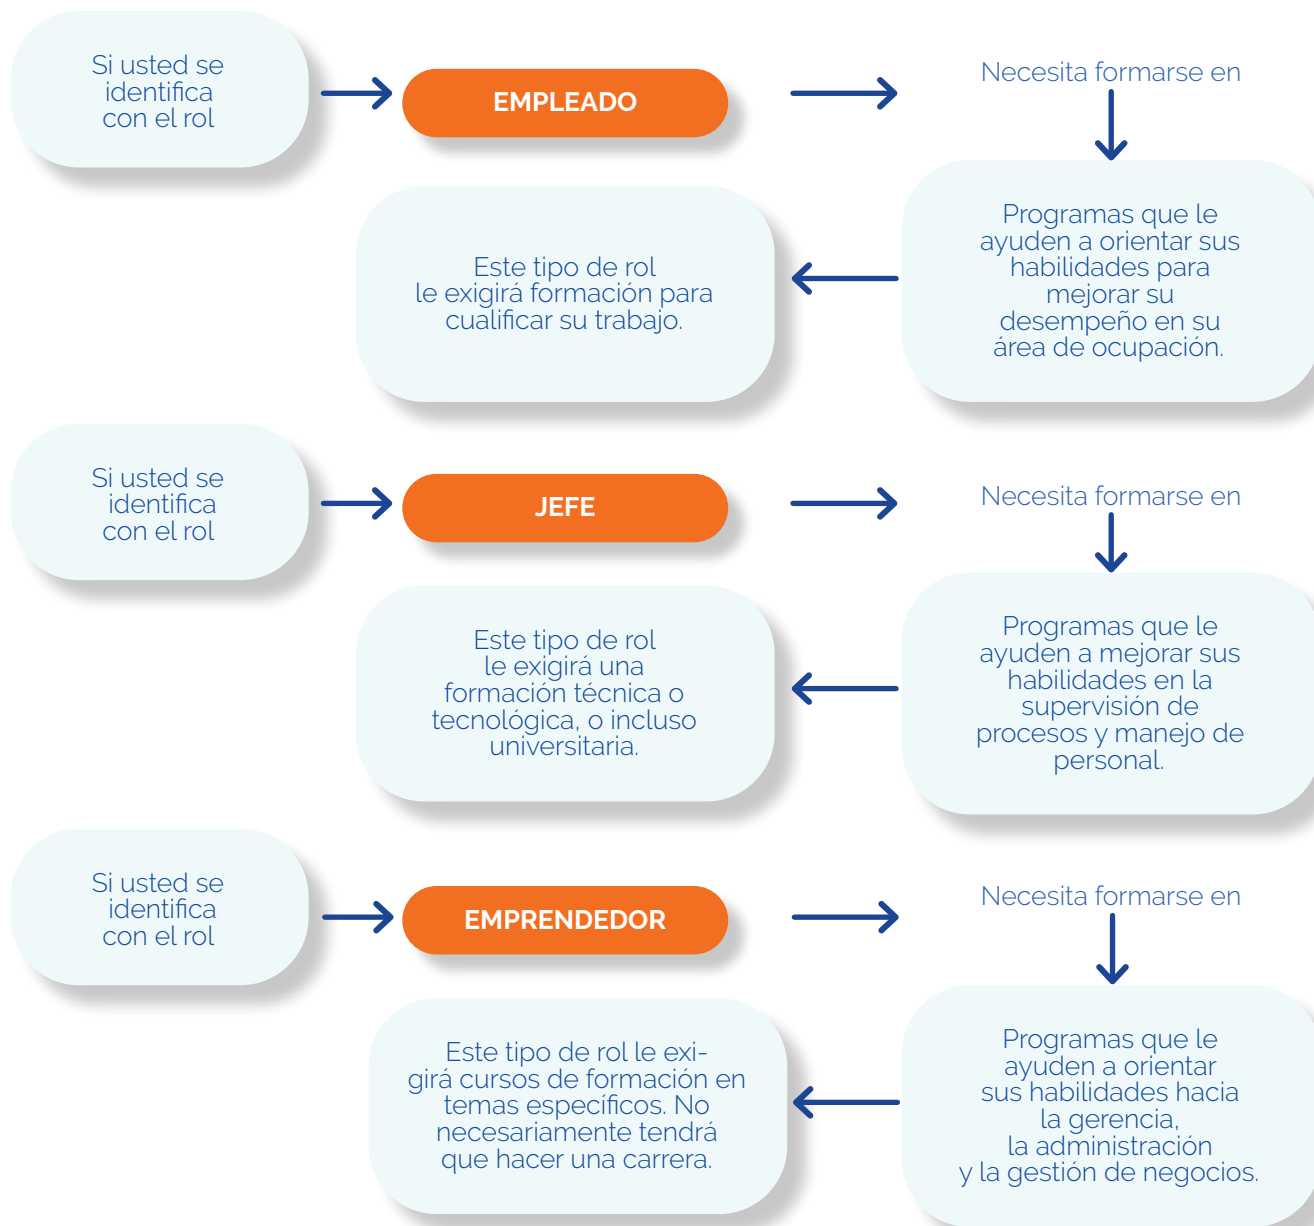 Si usted se
identifica
con el rol
EMPLEADO
Necesita formarse en
Programas que le
ayuden a orientar sus
habilidades para
mejorar su
desempeño en su
área de ocupación.
Este tipo de rol
le exigirá formación para
cualificar su trabajo.
Si usted se
identifica
con el rol
JEFE
Necesita formarse en
Programas que le
ayuden a mejorar sus
habilidades en la
supervisión de
procesos y manejo de
personal.
Este tipo de rol
le exigirá una
formación técnica o
tecnológica, o incluso
universitaria.
Si usted se
identifica
con el rol
EMPRENDEDOR
Necesita formarse en
Programas que le
ayuden a orientar
sus habilidades hacia
la gerencia,
la administración
y la gestión de negocios.
Este tipo de rol le exi-
girá cursos de formación en
temas específicos. No
necesariamente tendrá
que hacer una carrera.